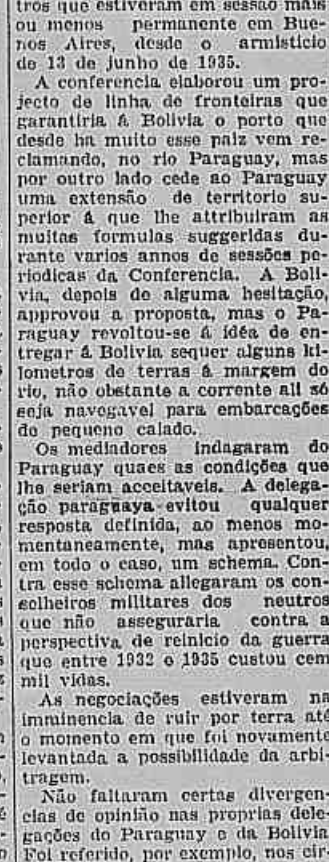 tros que estiveram em sessão mais
ou menos permanente em Bue-
nos Aires, desde o armisticio
de 13 de junho de 1935.
A conferencia elaborou um pro-
jecto de linha de fronteiras que
garantiria á Bolivia o porto que
desde ha muito esse paiz vem re-
clamando, no rio Paraguay, mas
por outro lado cede ao Paraguay
uma extensão de territorio su-
perior á que lhe attribuiram as
muitas formulas suggeridas du-
rante varios annos de sessões pe-
riodicas da Conferencia. A Boli-
via, depois de alguma hesitação,
approvou a proposta, mas o Pa-
raguay revoltou-se á idéa de en-
tregar á Bolivia sequer alguns ki-
lometros de terras á margem do
rio, não obstante a corrente ali só
seja navegavel para embarcações
de pequeno calado.
Os mediadores indagaram do
Paraguay quaes as condições que
lhe seriam acceitaveis. A delega-
ção paraguaya evitou qualquer
resposta definida, ao menos mo-
mentaneamente, mas apresentou,
em todo o caso, um schema. Con-
tra esse schema allegaram os con-
selheiros militares dos neutros
que não asseguraria contra a
perspectiva de reinicio da guerra
que entre 1932 e 1935 custou cem
mil vidas.
As negociações estiveram na
imminencia de ruir por terra até
o momento em que foi novamente
levantada a possibilidade da arbi-
tragem.
Não faltaram certas divergen-
cias de opinião nas proprias dele-
gações do Paraguay e da Bolivia
Foi referido, por exemplo, nos cir-